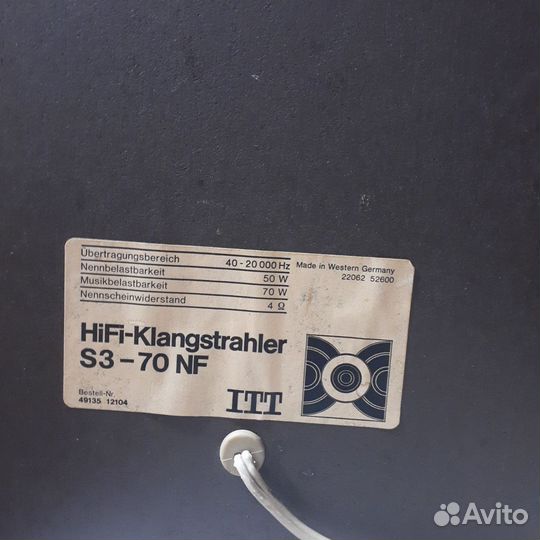 Übertragungsbereich 40-20 000 Hz
Nennbelastbarkeit 50 W
Musikbelastbarkeit 70 W
Nennscheinwiderstand 4 Ω
Made in Western Germany
22062 52600
HiFi-Klangstrahler
S3-70 NF
Bestell-Nr.
49135 12104
ITT
Avito